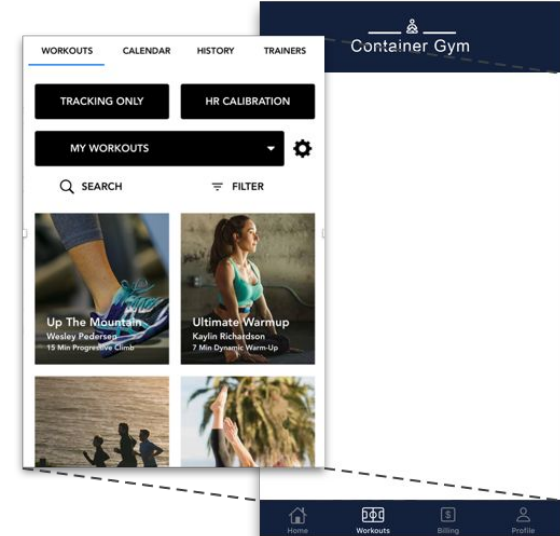 Container Gym
WORKOUTS CALENDAR HISTORY TRAINERS
TRACKING ONLY HR CALIBRATION
MY WORKOUTS
SEARCH FILTER
Up The Mountain
Wesley Pedersen
15 Min Progressive Climb
Ultimate Warmup
Kaylin Richardson
7 Min Dynamic Warm-Up
Home Workouts Billing Profile